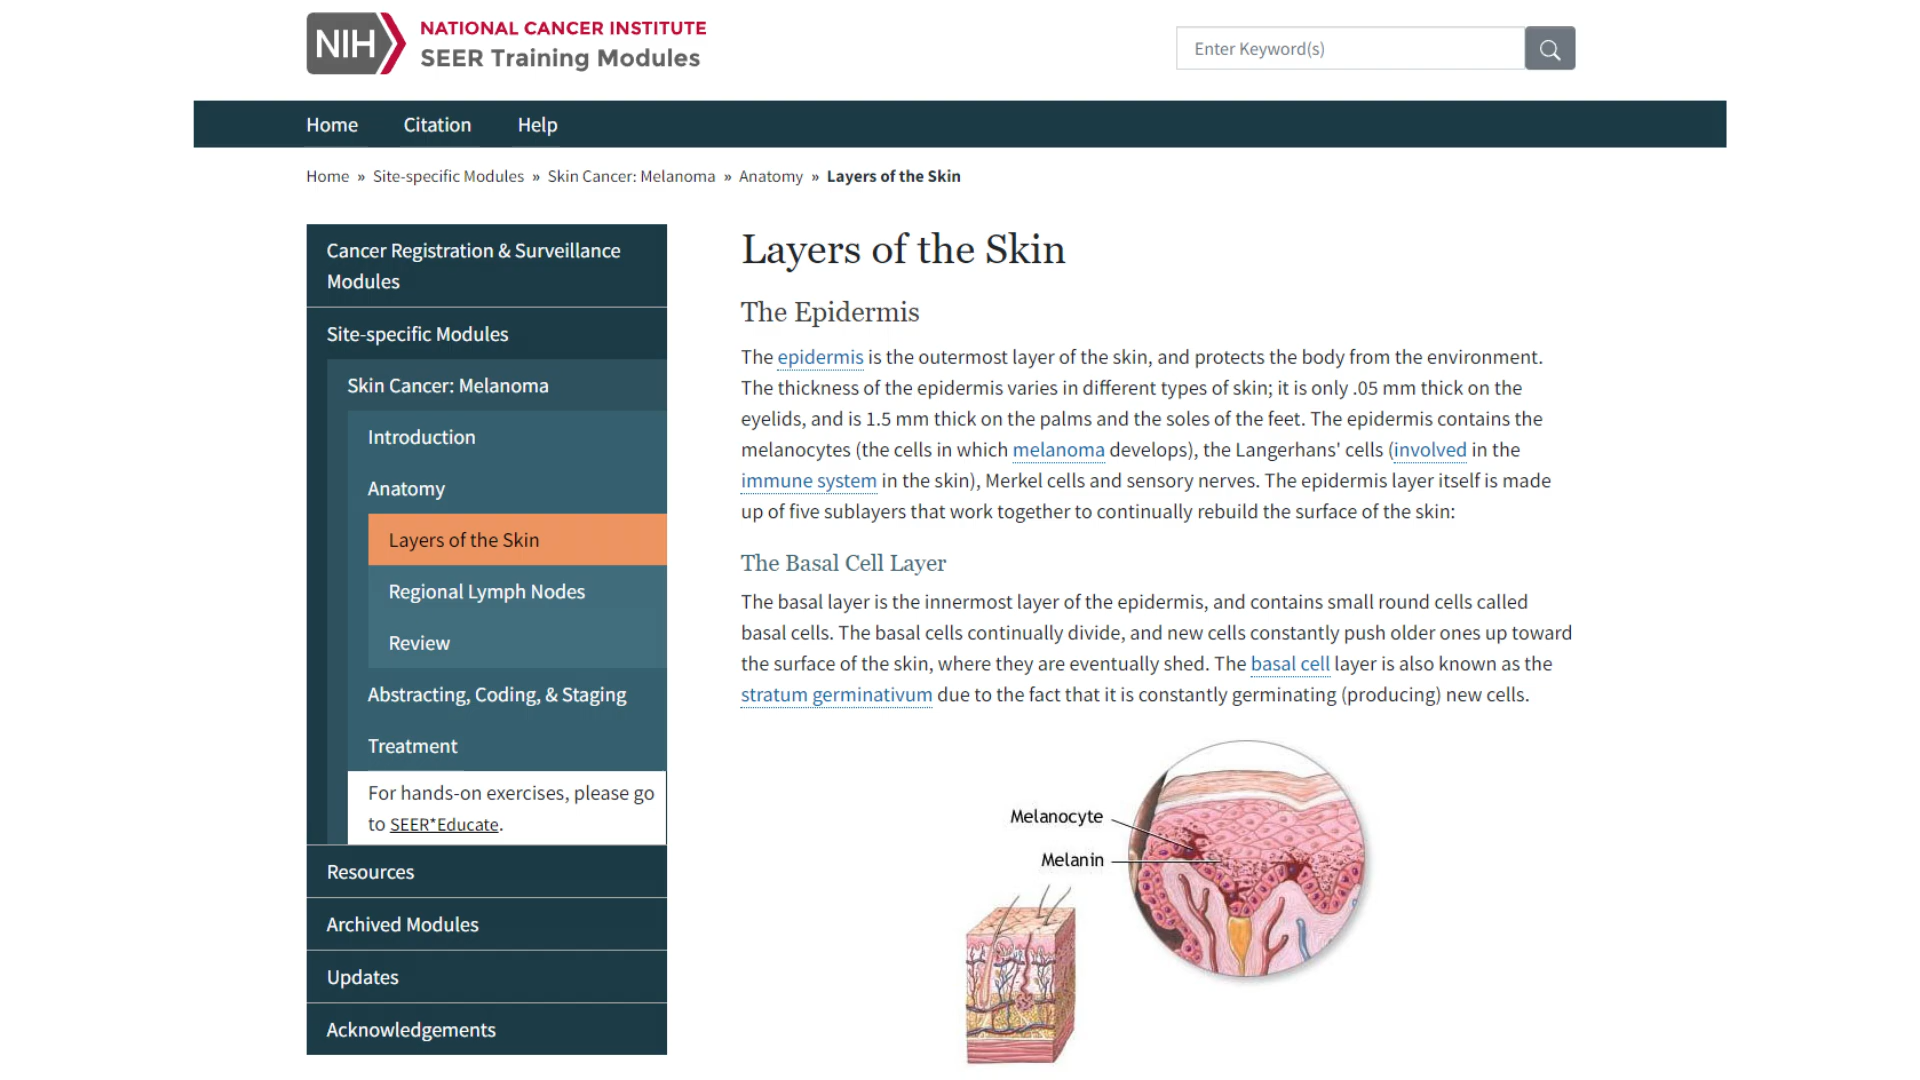 NIH NATIONAL CANCER INSTITUTE
SEER Training Modules
Enter Keyword(s)
Home Citation Help
Home » Site-specific Modules » Skin Cancer: Melanoma » Anatomy » Layers of the Skin
Cancer Registration & Surveillance
Modules
Site-specific Modules
Skin Cancer: Melanoma
Introduction
Anatomy
Layers of the Skin
Regional Lymph Nodes
Review
Abstracting, Coding, & Staging
Treatment
For hands-on exercises, please go
to SEER*Educate.
Resources
Archived Modules
Updates
Acknowledgements
Layers of the Skin
The Epidermis
The epidermis is the outermost layer of the skin, and protects the body from the environment.
The thickness of the epidermis varies in different types of skin; it is only .05 mm thick on the
eyelids, and is 1.5 mm thick on the palms and the soles of the feet. The epidermis contains the
melanocytes (the cells in which melanoma develops), the Langerhans' cells (involved in the
immune system in the skin), Merkel cells and sensory nerves. The epidermis layer itself is made
up of five sublayers that work together to continually rebuild the surface of the skin:
The Basal Cell Layer
The basal layer is the innermost layer of the epidermis, and contains small round cells called
basal cells. The basal cells continually divide, and new cells constantly push older ones up toward
the surface of the skin, where they are eventually shed. The basal cell layer is also known as the
stratum germinativum due to the fact that it is constantly germinating (producing) new cells.
Melanocyte
Melanin